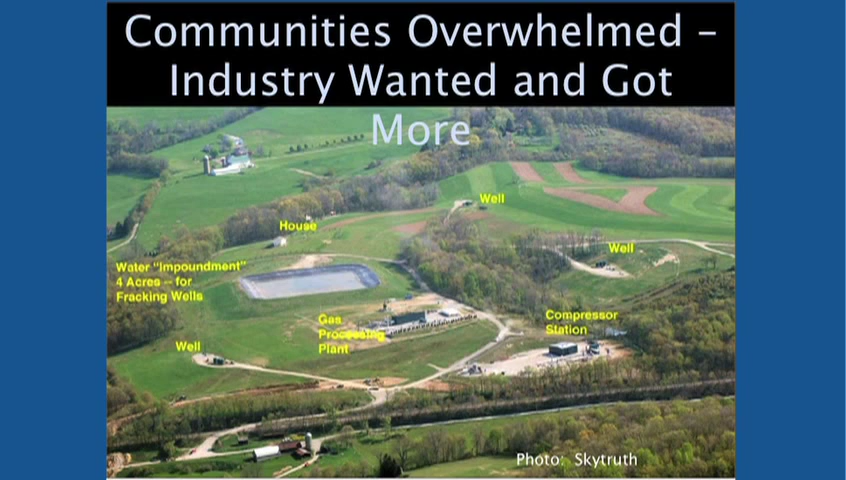 Communities Overwhelmed –
Industry Wanted and Got
More
Well
House
Well
Water "Impoundment"
4 Acres -- for
Fracking Wells
Gas
Processing
Plant
Compressor
Station
Well
Photo: Skytruth